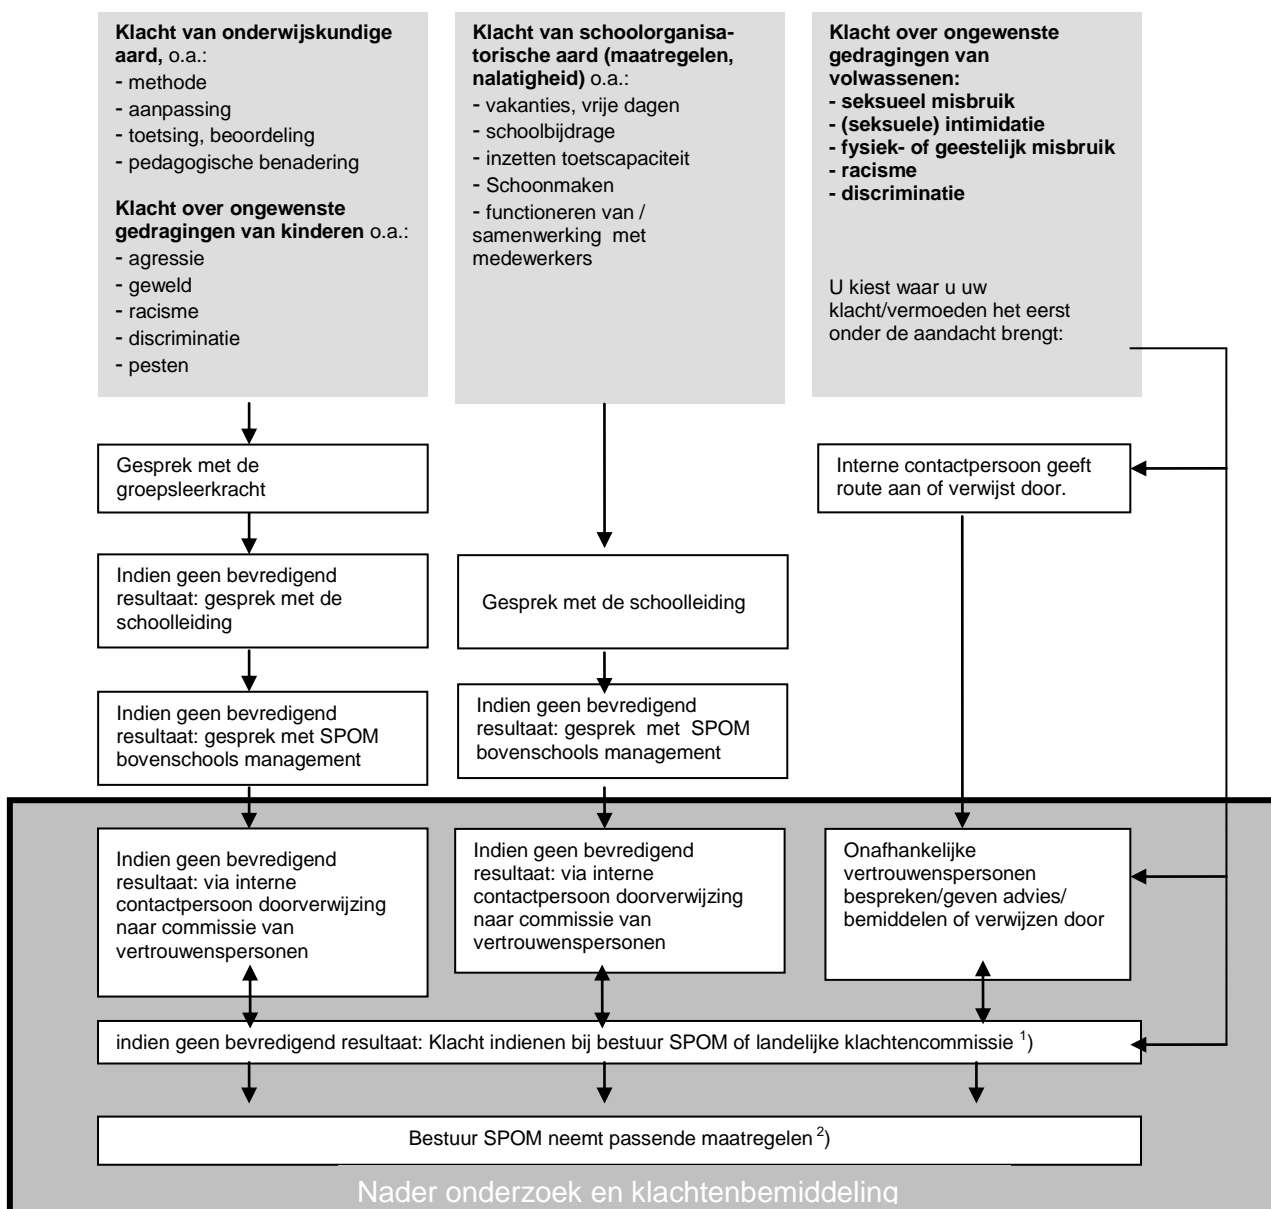 Klacht van onderwijskundige
aard, o.a.:
- methode
- aanpassing
- toetsing, beoordeling
- pedagogische benadering
Klacht over ongewenste
gedragingen van kinderen o.a.:
- agressie
- geweld
- racisme
- discriminatie
- pesten
Klacht van schoolorganisa-
torische aard (maatregelen,
nalatigheid) o.a.:
- vakanties, vrije dagen
- schoolbijdrage
- inzetten toetscapaciteit
- Schoonmaken
- functioneren van /
samenwerking met
medewerkers
Klacht over ongewenste
gedragingen van
volwassenen:
- seksueel misbruik
- (seksuele) intimidatie
- fysiek- of geestelijk misbruik
- racisme
- discriminatie
U kiest waar u uw
klacht/vermoeden het eerst
onder de aandacht brengt:
Gesprek met de
groepsleerkracht
Interne contactpersoon geeft
route aan of verwijst door.
Indien geen bevredigend
resultaat: gesprek met de
schoolleiding
Gesprek met de schoolleiding
Indien geen bevredigend
resultaat: gesprek met SPOM
bovenschools management
Indien geen bevredigend
resultaat: gesprek met SPOM
bovenschools management
Indien geen bevredigend
resultaat: via interne
contactpersoon doorverwijzing
naar commissie van
vertrouwenspersonen
Indien geen bevredigend
resultaat: via interne
contactpersoon doorverwijzing
naar commissie van
vertrouwenspersonen
Onafhankelijke
vertrouwenspersonen
bespreken/geven advies/
bemiddelen of verwijzen door
indien geen bevredigend resultaat: Klacht indienen bij bestuur SPOM of landelijke klachtencommissie 1)
Bestuur SPOM neemt passende maatregelen 2)
Nader onderzoek en klachtenbemiddeling